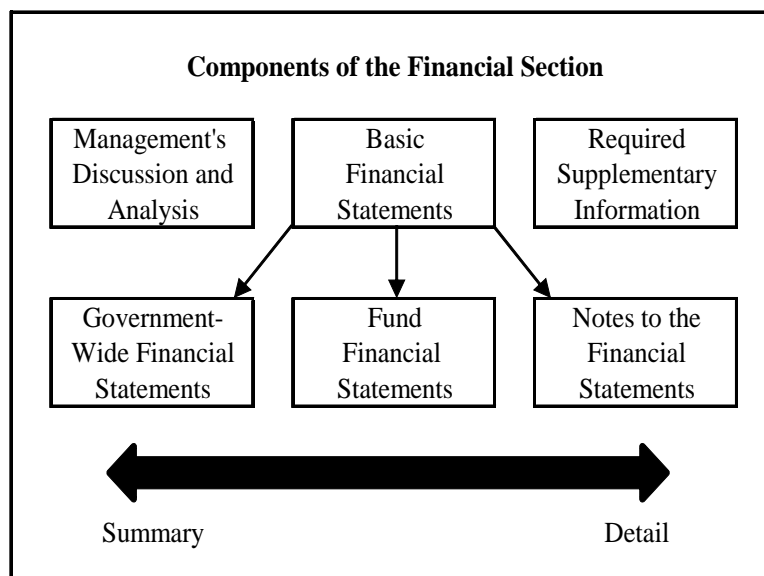 Components of the Financial Section
Management's
Discussion and
Analysis
Basic
Financial
Statements
Required
Supplementary
Information
Government-
Wide Financial
Statements
Fund
Financial
Statements
Notes to the
Financial
Statements
Summary
Detail